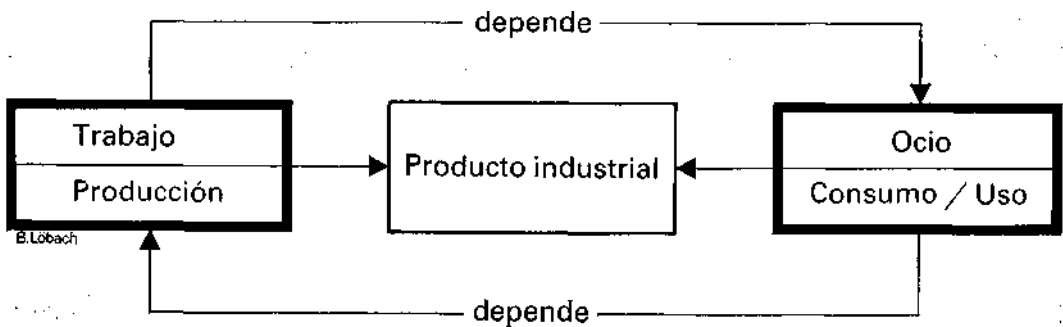 depende
Trabajo
Producción
Producto industrial
Ocio
Consumo / Uso
B.Löbach
depende